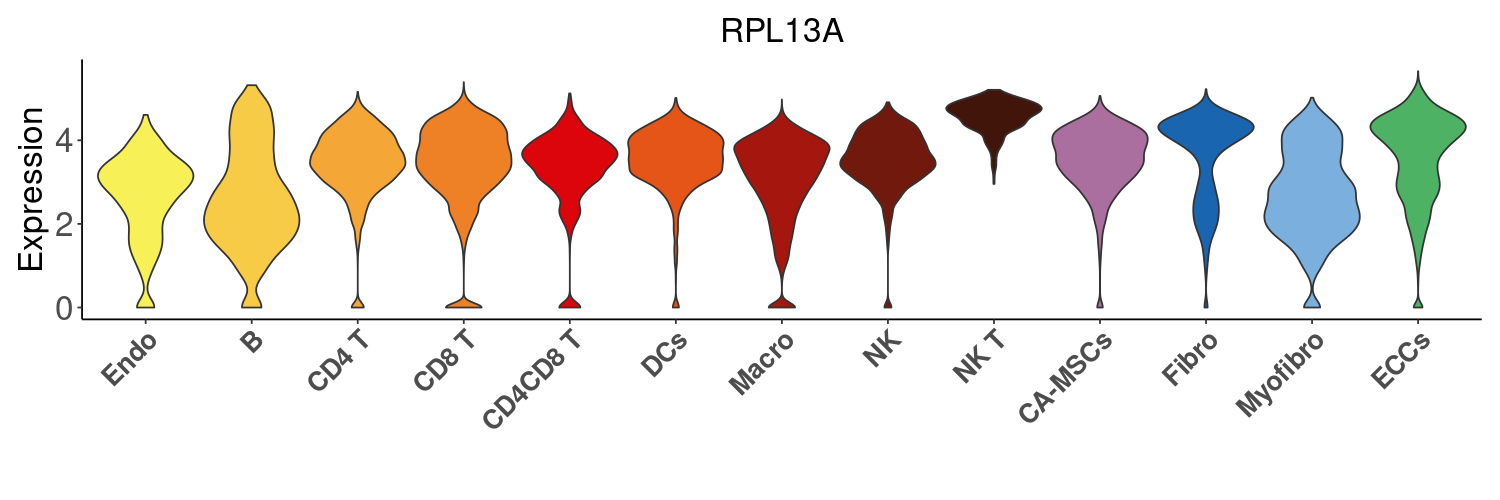 RPL13A
Expression
4
2
0
Endo
B
CD4 T
CD8 T
CD4CD8 T
DCs
Macro
NK
NK T
CA-MSCs
Fibro
Myofibro
ECCs